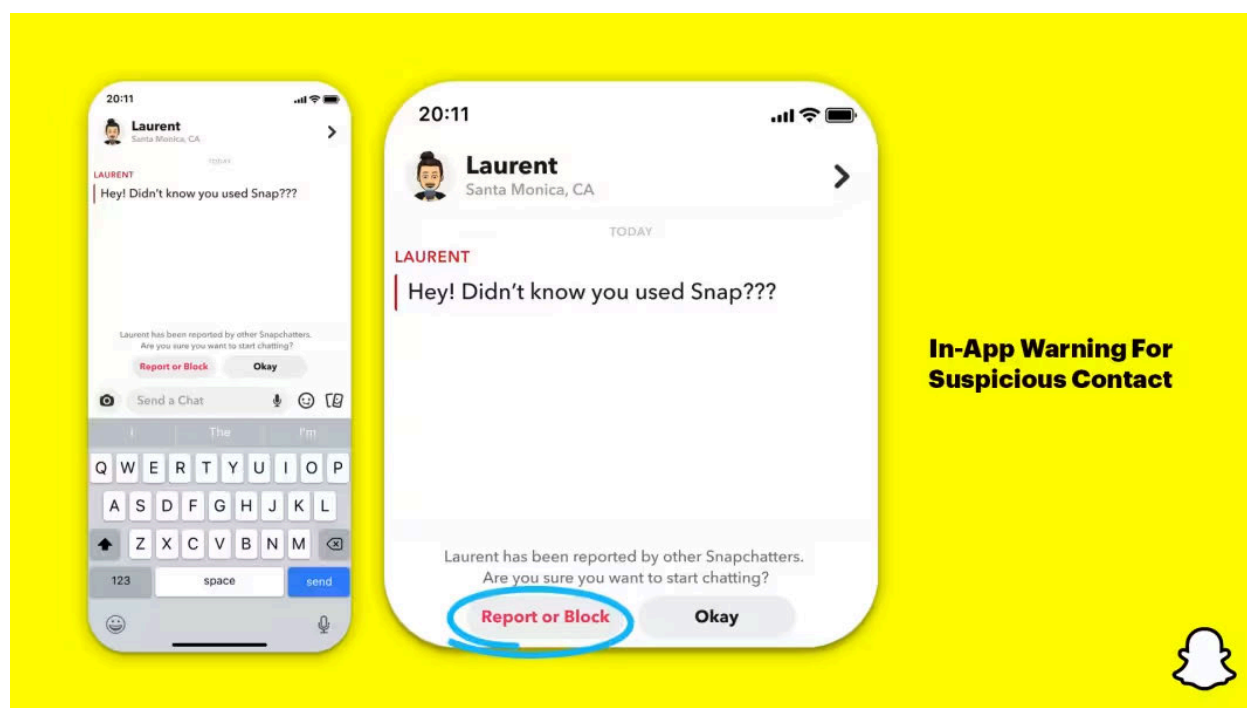 20:11
Laurent
Santa Monica, CA
TODAY
LAURENT
Hey! Didn't know you used Snap???
Laurent has been reported by other Snapchatters.
Are you sure you want to start chatting?
Report or Block
Okay
Send a Chat
I
The
I'm
Q W E R T Y U I O P
A S D F G H J K L
Z X C V B N M
123
space
send
20:11
Laurent
Santa Monica, CA
TODAY
LAURENT
Hey! Didn't know you used Snap???
Laurent has been reported by other Snapchatters.
Are you sure you want to start chatting?
Report or Block
Okay
In-App Warning For
Suspicious Contact